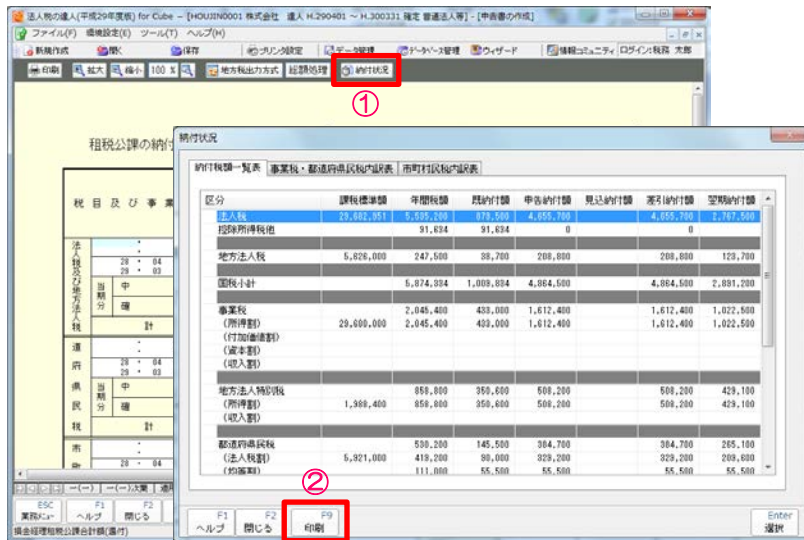 法人税の達人(平成29年度版) for Cube - [HOUJIN0001 株式会社 達人 H.290401 ～ H.300331 確定 普通法人等] - [申告書の作成]
ファイル(F) 環境設定(E) ツール(T) ヘルプ(H)
新規作成 開く 保存 プリンタ設定 データ管理 データベース管理 ウィザード 情報コミュニティ ログイン:税務 太郎
印刷 拡大 縮小 100 % 地方税出力方式 総額処理 納付状況
①
租税公課の納付
納付状況
納付税額一覧表 事業税・都道府県民税内訳表 市町村民税内訳表
税目及び事業
区分 課税標準額 年間税額 既納付額 申告納付額 見込納付額 差引納付額 翌期納付額
法人税 23,682,951 5,535,200 879,500 4,655,700 4,655,700 2,767,500
控除所得税他 91,634 91,634 0 0
地方法人税 5,626,000 247,500 38,700 208,800 208,800 123,700
国税小計 5,874,334 1,009,834 4,864,500 4,864,500 2,891,200
事業税 2,045,400 433,000 1,612,400 1,612,400 1,022,500
(所得割) 29,600,000 2,045,400 433,000 1,612,400 1,612,400 1,022,500
(付加価値割)
(資本割)
(収入割)
地方法人特別税 858,800 350,600 508,200 508,200 429,100
(所得割) 1,988,400 858,800 350,600 508,200 508,200 429,100
(収入割)
都道府県民税 530,200 145,500 384,700 384,700 265,100
(法人税割) 5,921,000 419,200 90,000 329,200 329,200 209,600
(均等割) 111,000 55,500 55,500 55,500 55,500
法人税及び地方法人税
28 ・ 04
29 ・ 03
当期分
中
確
計
道府県民税
28 ・ 04
29 ・ 03
当期分
中
確
計
市
28 ・ 04
②
ESC F1 F2
業務メニュー ヘルプ 閉じる
損金経理租税公課合計額(還付)
F1 F2 F9 Enter
ヘルプ 閉じる 印刷 選択